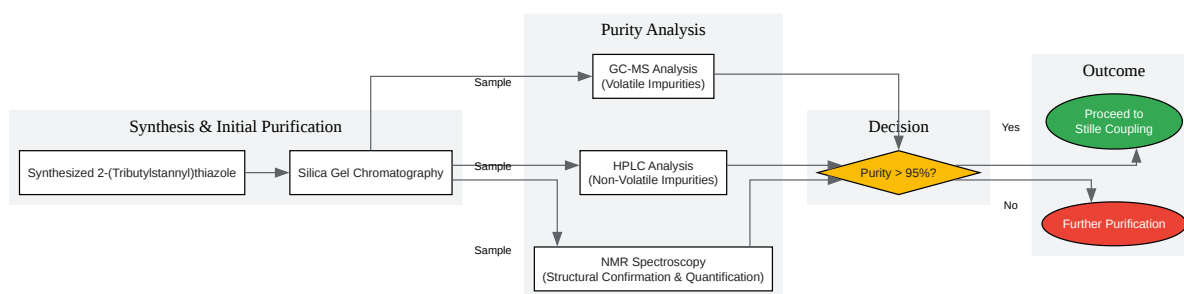 Synthesis & Initial Purification
Synthesized 2-(Tributylstannyl)thiazole
Silica Gel Chromatography
Sample
Sample
Sample
Purity Analysis
GC-MS Analysis
(Volatile Impurities)
HPLC Analysis
(Non-Volatile Impurities)
NMR Spectroscopy
(Structural Confirmation & Quantification)
Decision
Purity > 95%?
Yes
No
Outcome
Proceed to
Stille Coupling
Further Purification